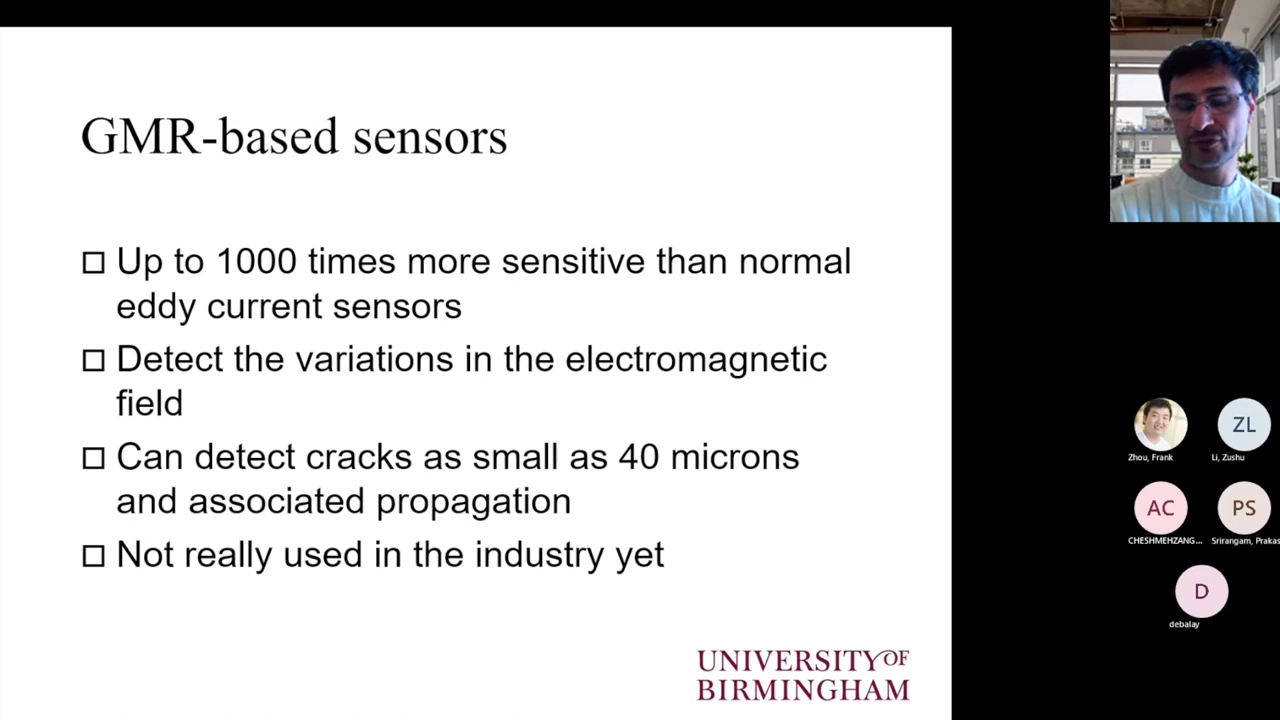 GMR-based sensors
Up to 1000 times more sensitive than normal
eddy current sensors
Detect the variations in the electromagnetic
field
Can detect cracks as small as 40 microns
and associated propagation
Not really used in the industry yet
UNIVERSITY OF
BIRMINGHAM
ZL
Zhou, Frank
Li, Zushu
AC
PS
CHESHMEHZANG...
Srirangam, Prakas
D
debalay